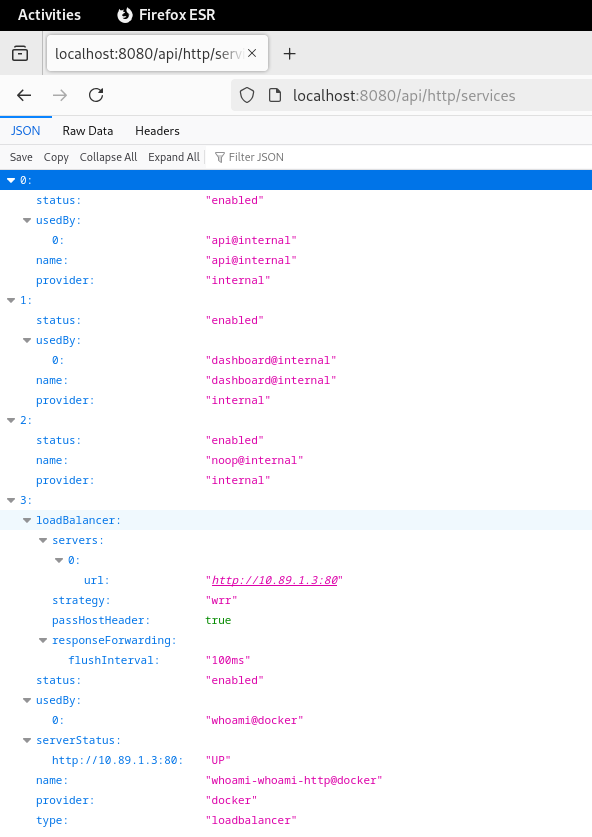 Activities Firefox ESR
localhost:8080/api/http/serv
localhost:8080/api/http/services
JSON Raw Data Headers
Save Copy Collapse All Expand All Filter JSON
0:
status: "enabled"
usedBy:
0: "api@internal"
name: "api@internal"
provider: "internal"
1:
status: "enabled"
usedBy:
0: "dashboard@internal"
name: "dashboard@internal"
provider: "internal"
2:
status: "enabled"
name: "noop@internal"
provider: "internal"
3:
loadBalancer:
servers:
0:
url: "http://10.89.1.3:80"
strategy: "wrr"
passHostHeader: true
responseForwarding:
flushInterval: "100ms"
status: "enabled"
usedBy:
0: "whoami@docker"
serverStatus:
http://10.89.1.3:80: "UP"
name: "whoami-whoami-http@docker"
provider: "docker"
type: "loadbalancer"